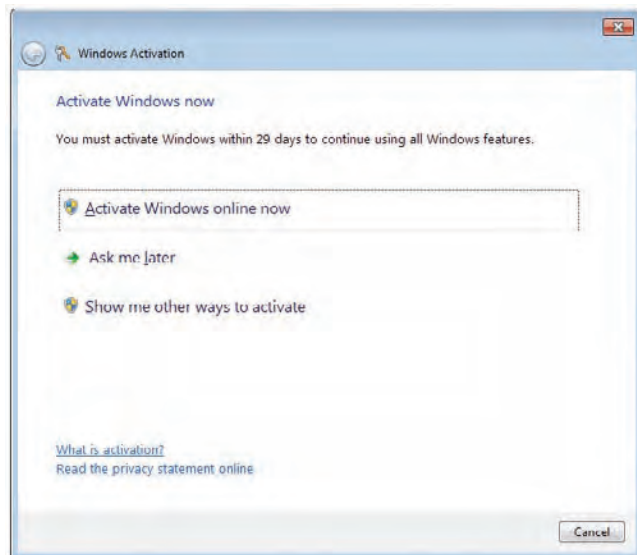 Windows Activation
Activate Windows now
You must activate Windows within 29 days to continue using all Windows features.
Activate Windows online now
Ask me later
Show me other ways to activate
What is activation?
Read the privacy statement online
Cancel